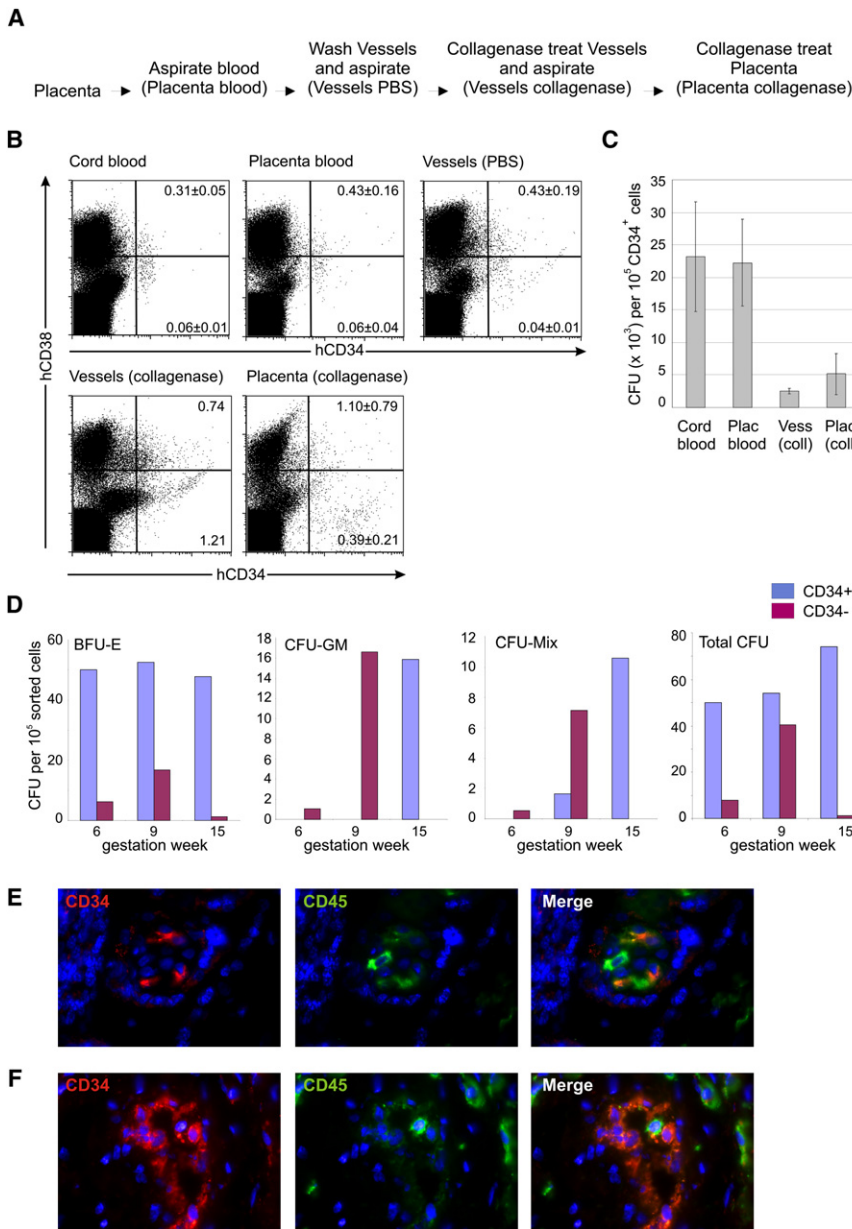 A
Placenta
Aspirate blood
(Placenta blood)
Wash Vessels
and aspirate
(Vessels PBS)
Collagenase treat Vessels
and aspirate
(Vessels collagenase)
Collagenase treat
Placenta
(Placenta collagenase)
B
Cord blood
0.31±0.05
0.06±0.01
Placenta blood
0.43±0.16
0.06±0.04
Vessels (PBS)
0.43±0.19
0.04±0.01
hCD34
hCD38
Vessels (collagenase)
0.74
1.21
Placenta (collagenase)
1.10±0.79
0.39±0.21
hCD34
C
CFU (x 10³) per 10⁵ CD34⁺ cells
35
30
25
20
15
10
5
0
Cord
blood
Plac
blood
Vess
(coll)
Plac
(coll
D
CD34+
CD34-
CFU per 10⁵ sorted cells
BFU-E
60
40
20
0
6 9 15
gestation week
CFU-GM
18
16
14
12
10
8
6
4
2
0
6 9 15
gestation week
CFU-Mix
12
10
8
6
4
2
0
6 9 15
gestation week
Total CFU
80
60
40
20
0
6 9 15
gestation week
E
CD34
CD45
Merge
F
CD34
CD45
Merge